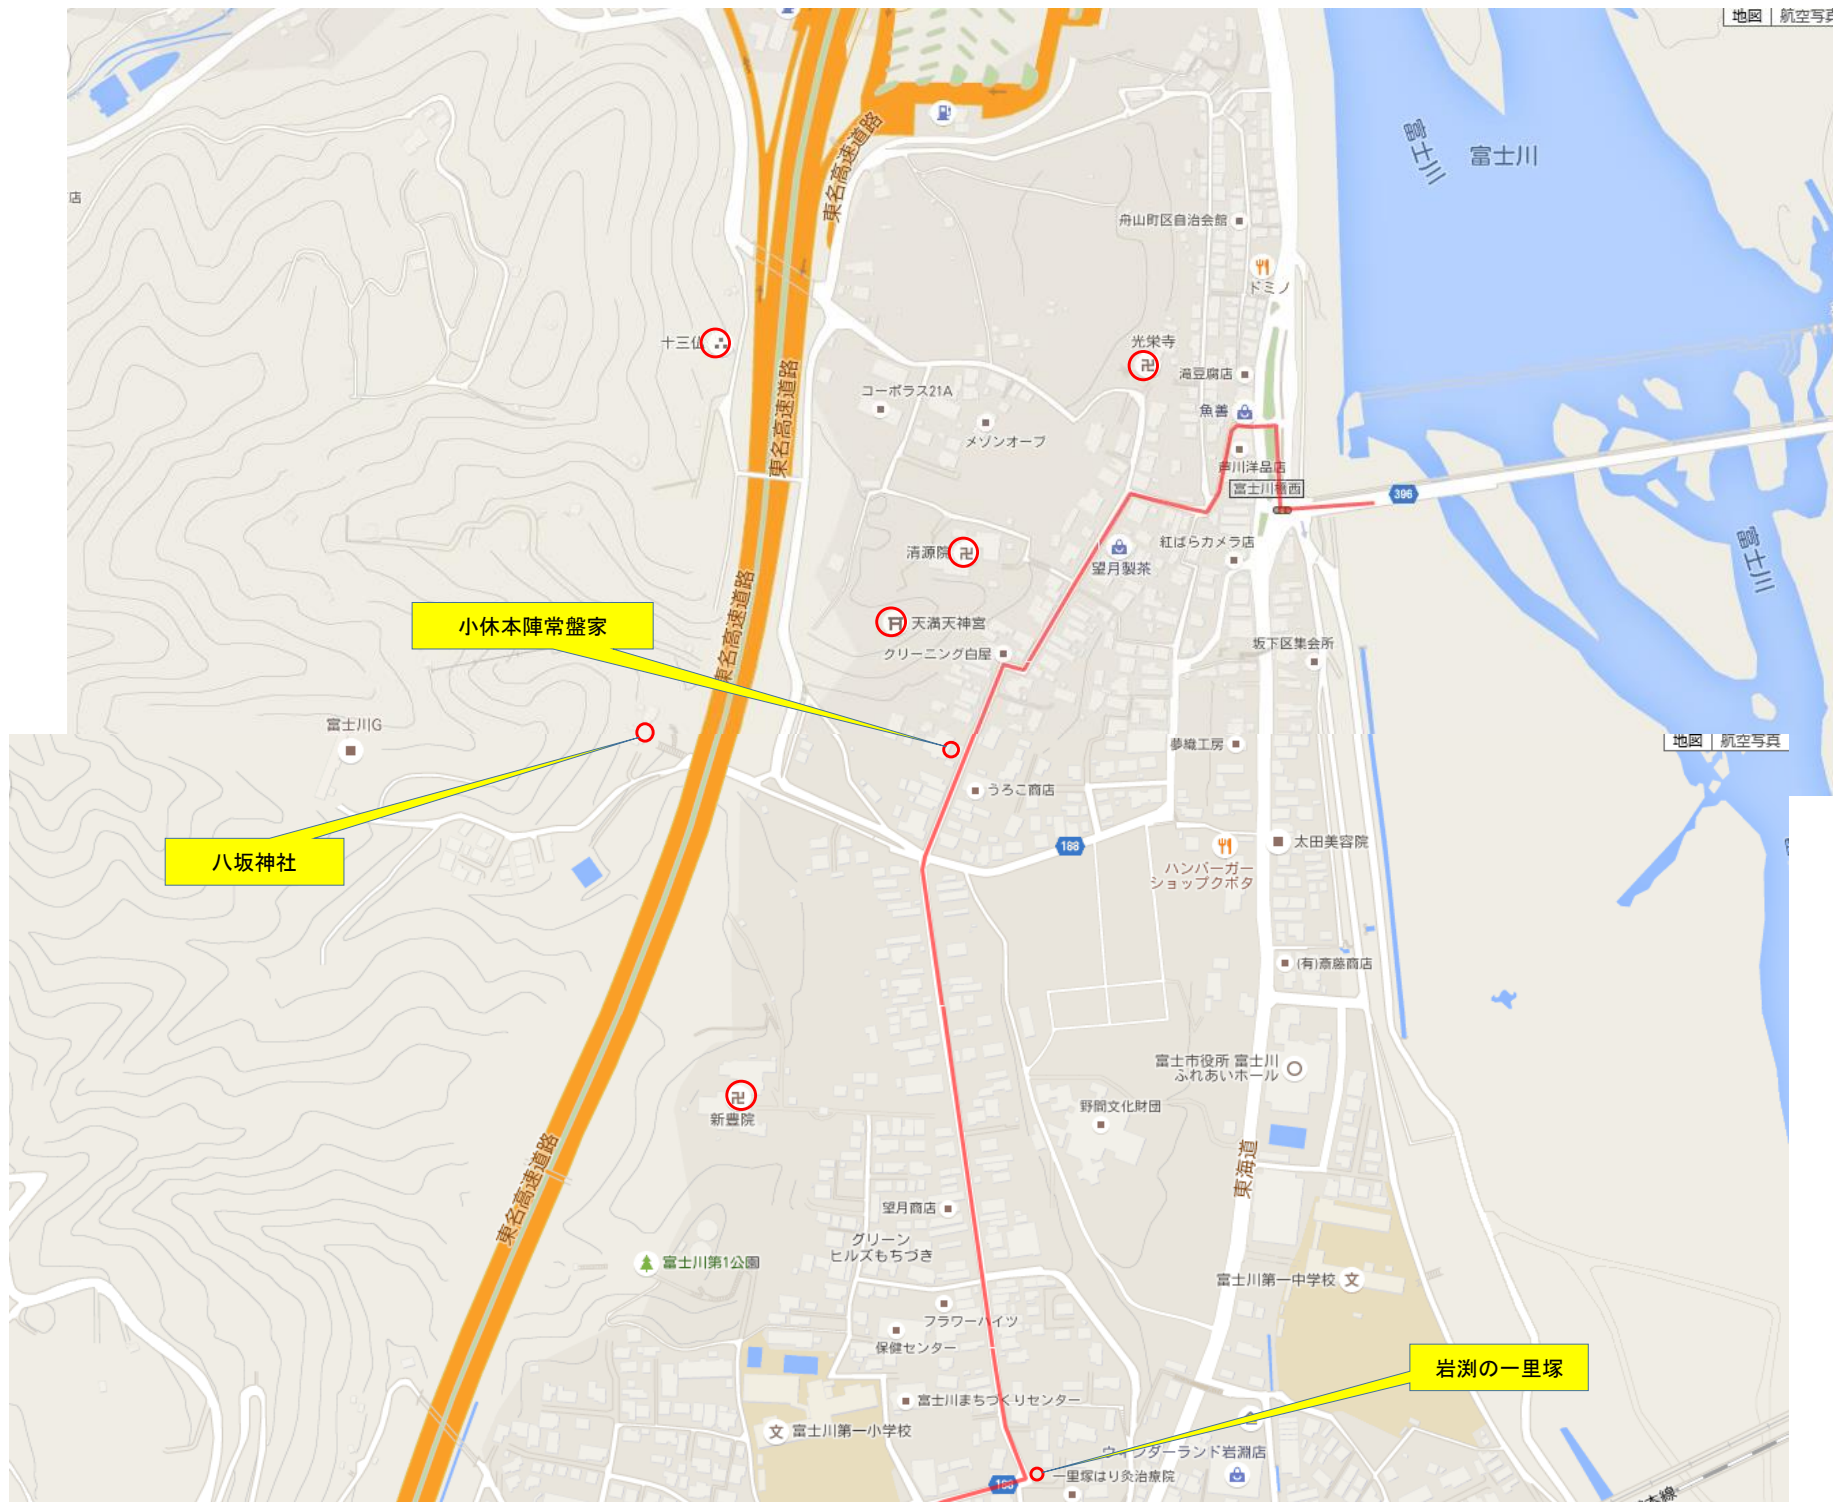 地図 航空写真
東名高速道路
富士川
富士川
店
舟山町区自治会館
ドミノ
十三仏
光栄寺
滝豆腐店
コーポラス21A
魚善
メゾンオーブ
東名高速道路
芦川洋品店
富士川橋西
396
清源院
紅ばらカメラ店
望月製茶
富士川
小休本陣常盤家
天満天神宮
東名高速道路
クリーニング白屋
坂下区集会所
富士川G
夢織工房
地図 航空写真
うろこ商店
八坂神社
188
太田美容院
ハンバーガー
ショップクボタ
(有)斎藤商店
富士市役所 富士川
ふれあいホール
新豊院
野間文化財団
東名高速道路
東海道
望月商店
グリーン
ヒルズもちづき
富士川第1公園
富士川第一中学校
文
フラワーハイツ
保健センター
岩渕の一里塚
富士川まちづくりセンター
文
富士川第一小学校
ウィンダーランド岩淵店
188
一里塚はり灸治療院
本線